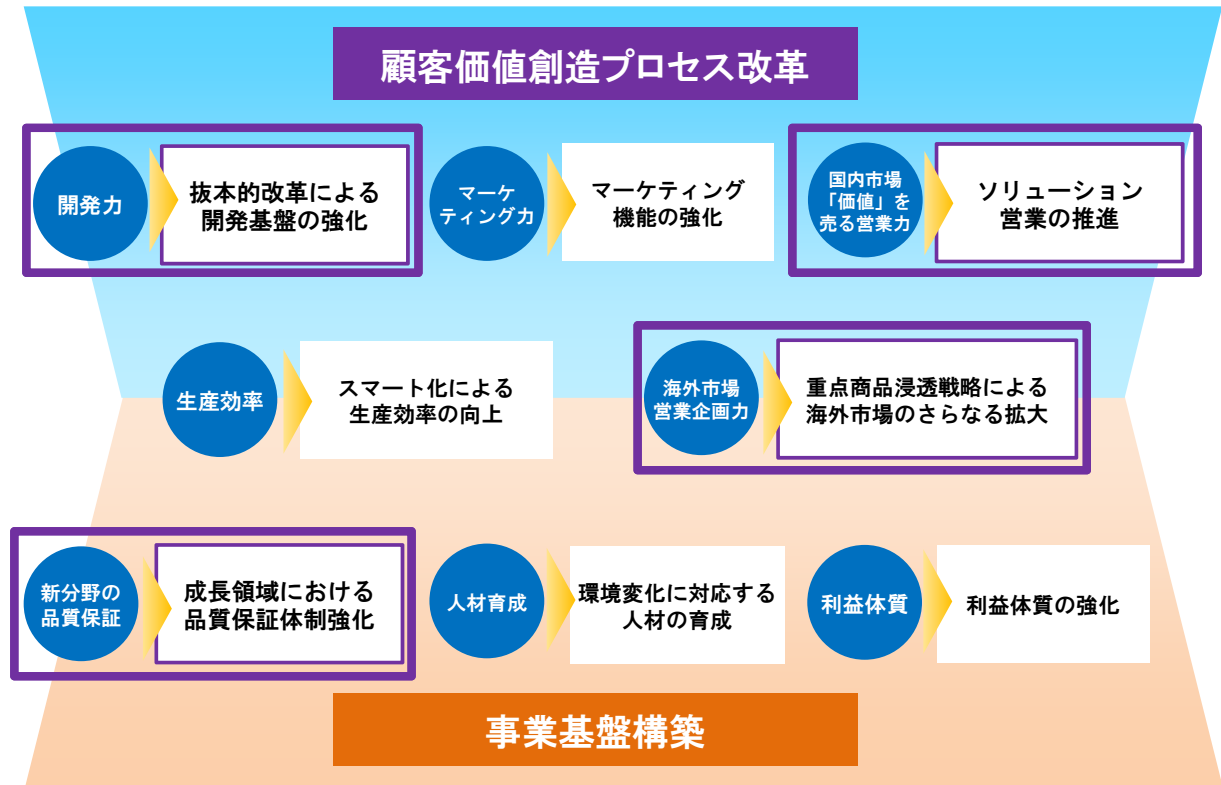 顧客価値創造プロセス改革
開発力
抜本的改革による
開発基盤の強化
マーケ
ティング力
マーケティング
機能の強化
国内市場
「価値」を
売る営業力
ソリューション
営業の推進
生産効率
スマート化による
生産効率の向上
海外市場
営業企画力
重点商品浸透戦略による
海外市場のさらなる拡大
新分野の
品質保証
成長領域における
品質保証体制強化
人材育成
環境変化に対応する
人材の育成
利益体質
利益体質の強化
事業基盤構築